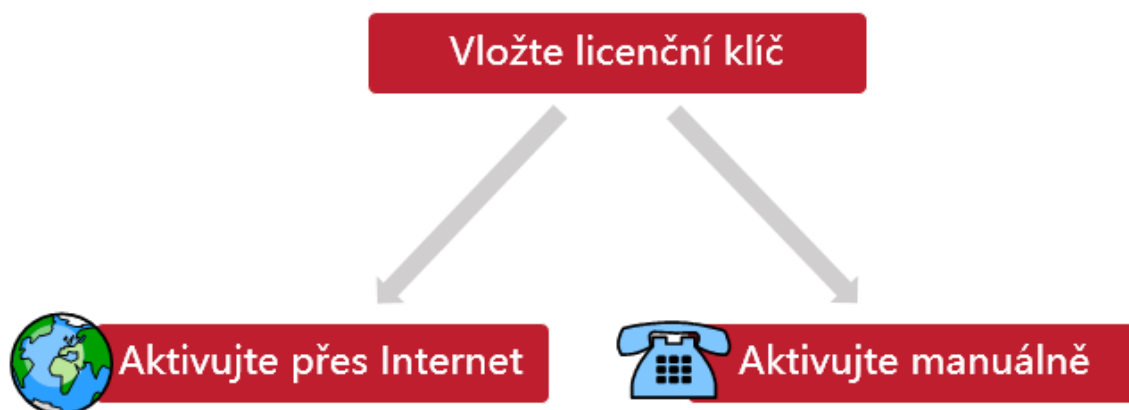 Vložte licenční klíč
Aktivujte přes Internet
Aktivujte manuálně